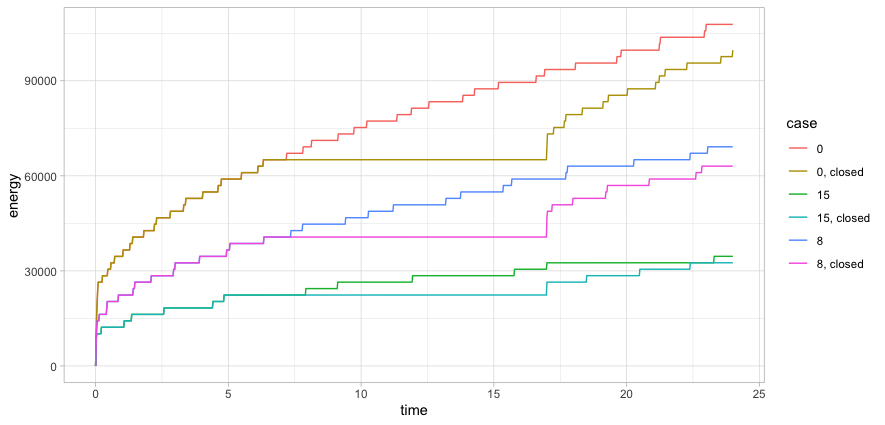 energy
90000
60000
30000
0
0
5
10
15
20
25
time
case
0
0, closed
15
15, closed
8
8, closed